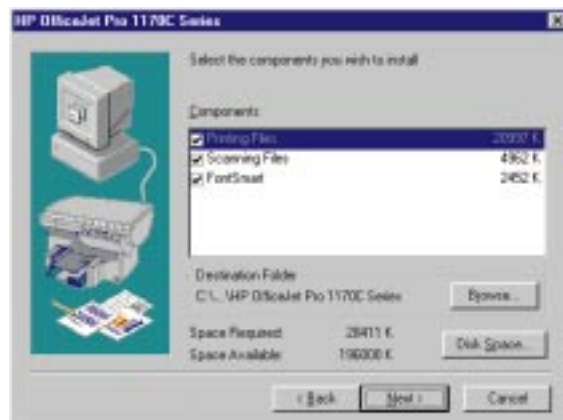 HP OfficeJet Pro 1170C Series
Select the components you wish to install
Components
Printing Files 20997 K
Scanning Files 4962 K
FontSmart 2452 K
Destination Folder
C:\...\HP OfficeJet Pro 1170C Series
Browse...
Space Required: 28411 K
Space Available: 196000 K
Disk Space...
< Back
Next >
Cancel